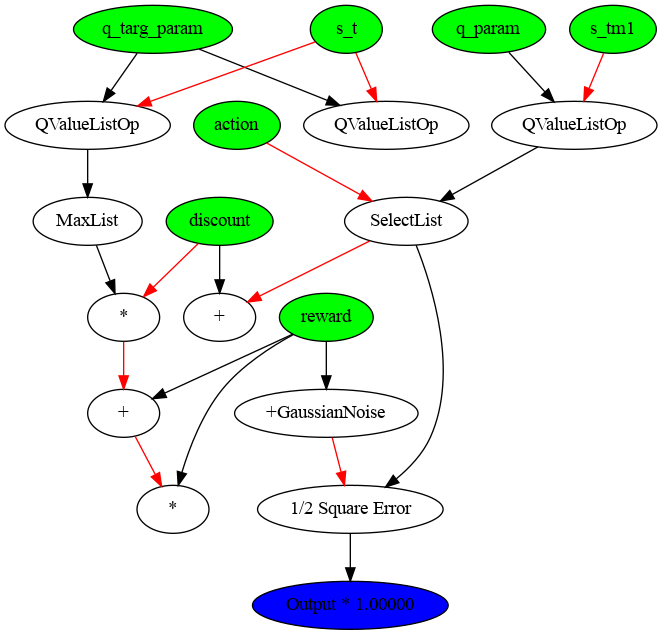 q_targ_param
s_t
q_param
s_tm1
QValueListOp
action
QValueListOp
QValueListOp
MaxList
discount
SelectList
*
+
reward
+
+GaussianNoise
*
1/2 Square Error
Output * 1.00000